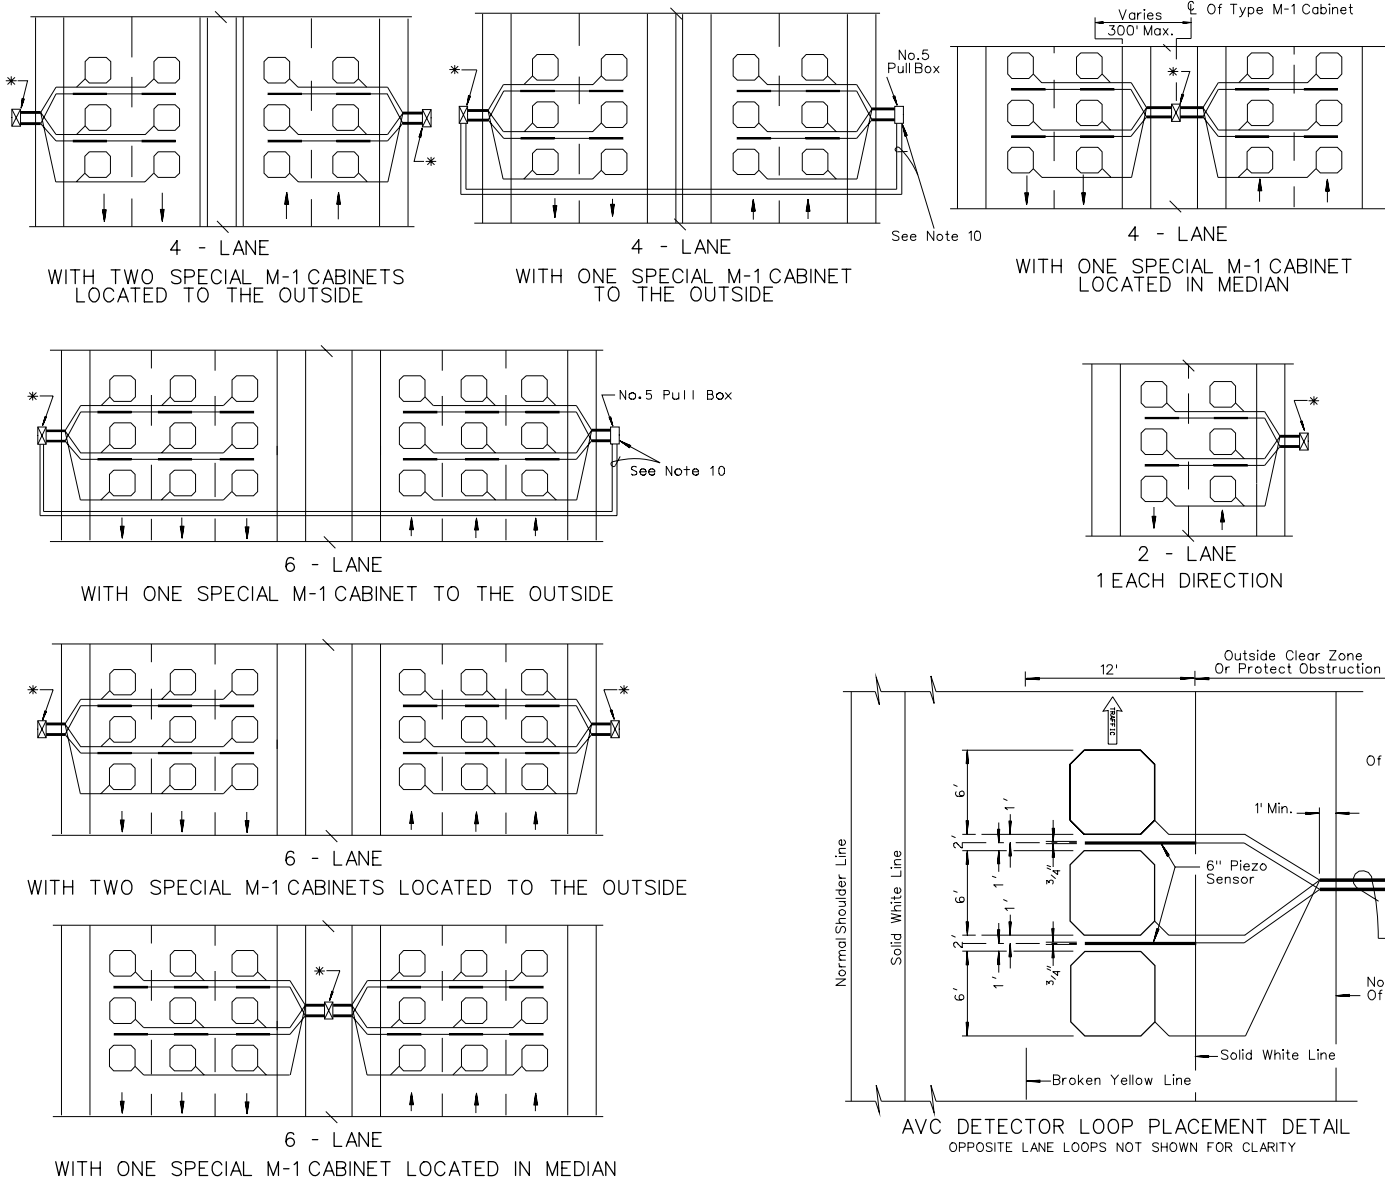 *
*
4 - LANE
WITH TWO SPECIAL M-1 CABINETS
LOCATED TO THE OUTSIDE
*
No.5
Pull Box
See Note 10
4 - LANE
WITH ONE SPECIAL M-1 CABINET
TO THE OUTSIDE
℄ Of Type M-1 Cabinet
Varies
300' Max.
*
4 - LANE
WITH ONE SPECIAL M-1 CABINET
LOCATED IN MEDIAN
*
No.5 Pull Box
See Note 10
6 - LANE
WITH ONE SPECIAL M-1 CABINET TO THE OUTSIDE
*
2 - LANE
1 EACH DIRECTION
*
*
6 - LANE
WITH TWO SPECIAL M-1 CABINETS LOCATED TO THE OUTSIDE
*
6 - LANE
WITH ONE SPECIAL M-1 CABINET LOCATED IN MEDIAN
Outside Clear Zone
Or Protect Obstruction
12'
TRAFFIC
Of
6'
1'
1' Min.
2'
1'
3/4"
6" Piezo
Sensor
6'
1'
2'
1'
3/4"
6'
Normal Shoulder Line
Solid White Line
No
Of
Solid White Line
Broken Yellow Line
AVC DETECTOR LOOP PLACEMENT DETAIL
OPPOSITE LANE LOOPS NOT SHOWN FOR CLARITY